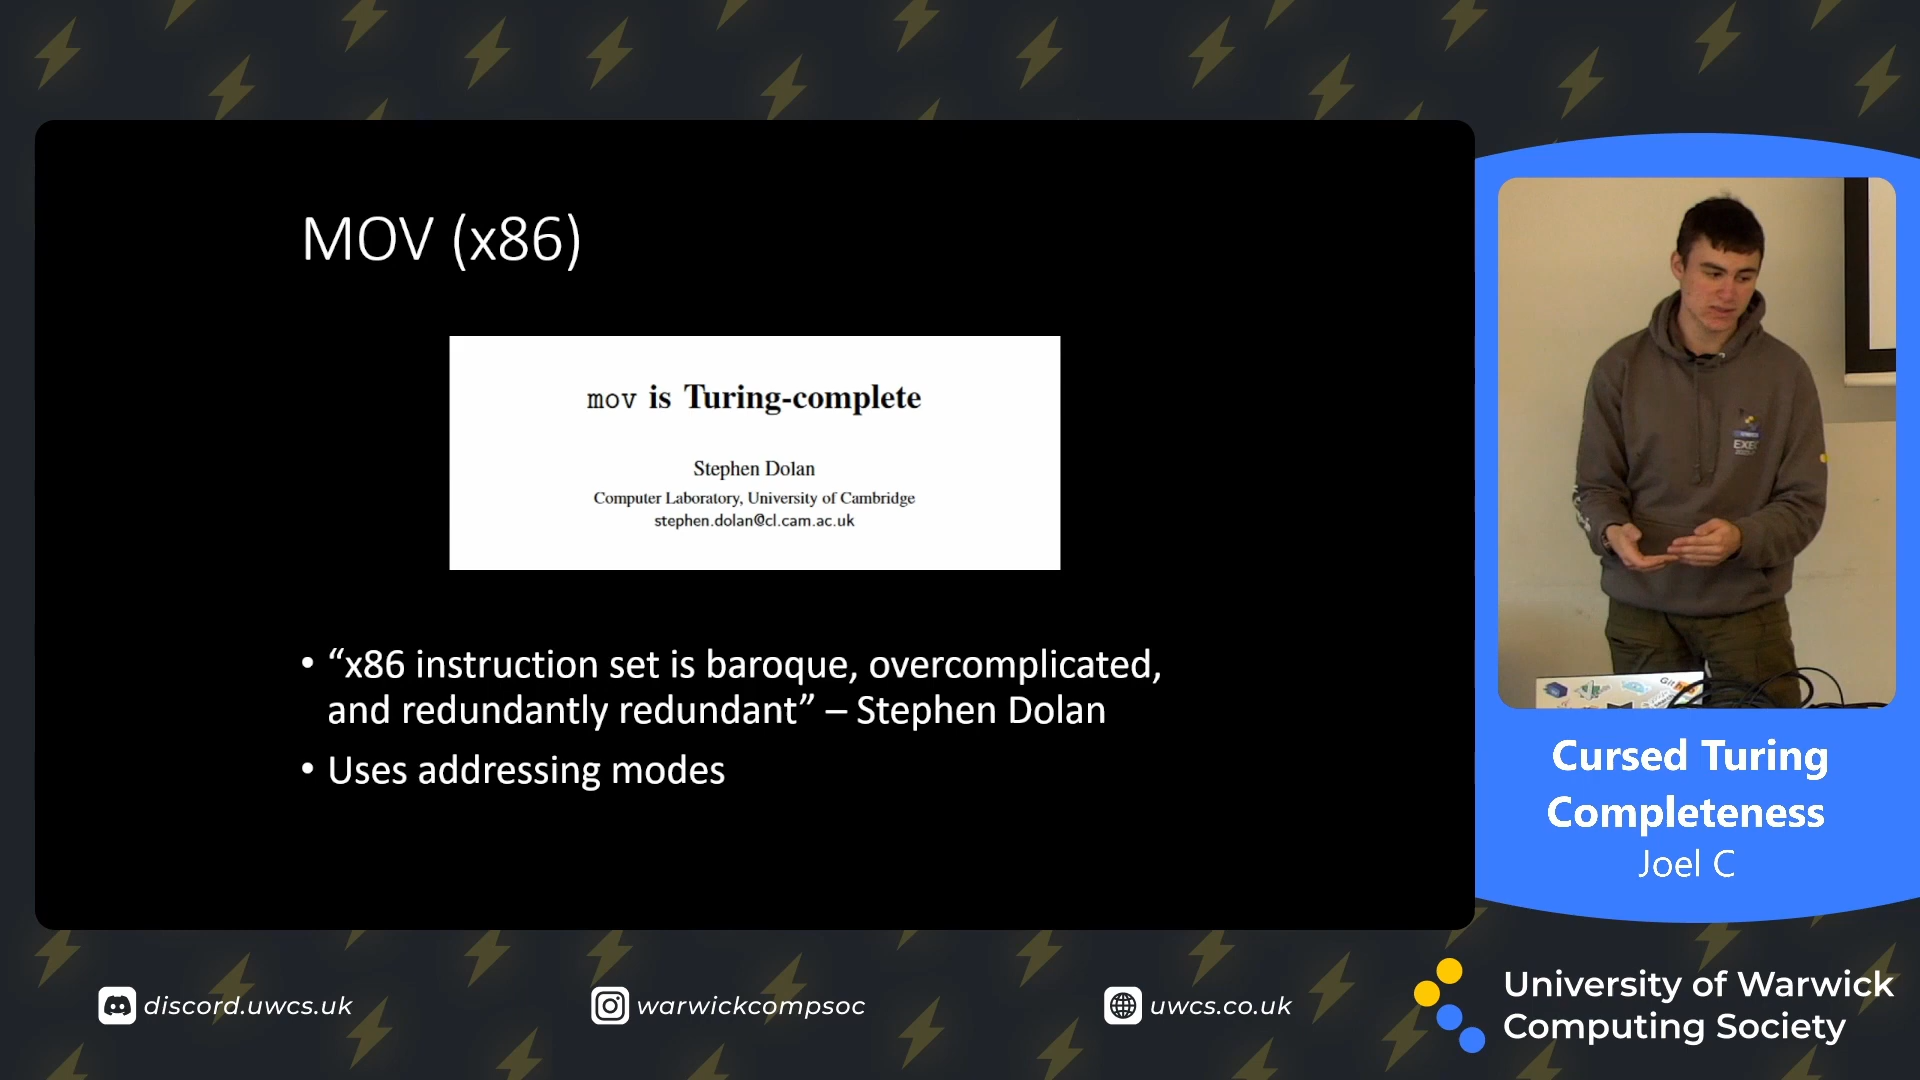 MOV (x86)
mov is Turing-complete
Stephen Dolan
Computer Laboratory, University of Cambridge
stephen.dolan@cl.cam.ac.uk
• “x86 instruction set is baroque, overcomplicated,
and redundantly redundant” – Stephen Dolan
• Uses addressing modes
EXEC
GitHub
Cursed Turing
Completeness
Joel C
discord.uwcs.uk
warwickcompsoc
uwcs.co.uk
University of Warwick
Computing Society